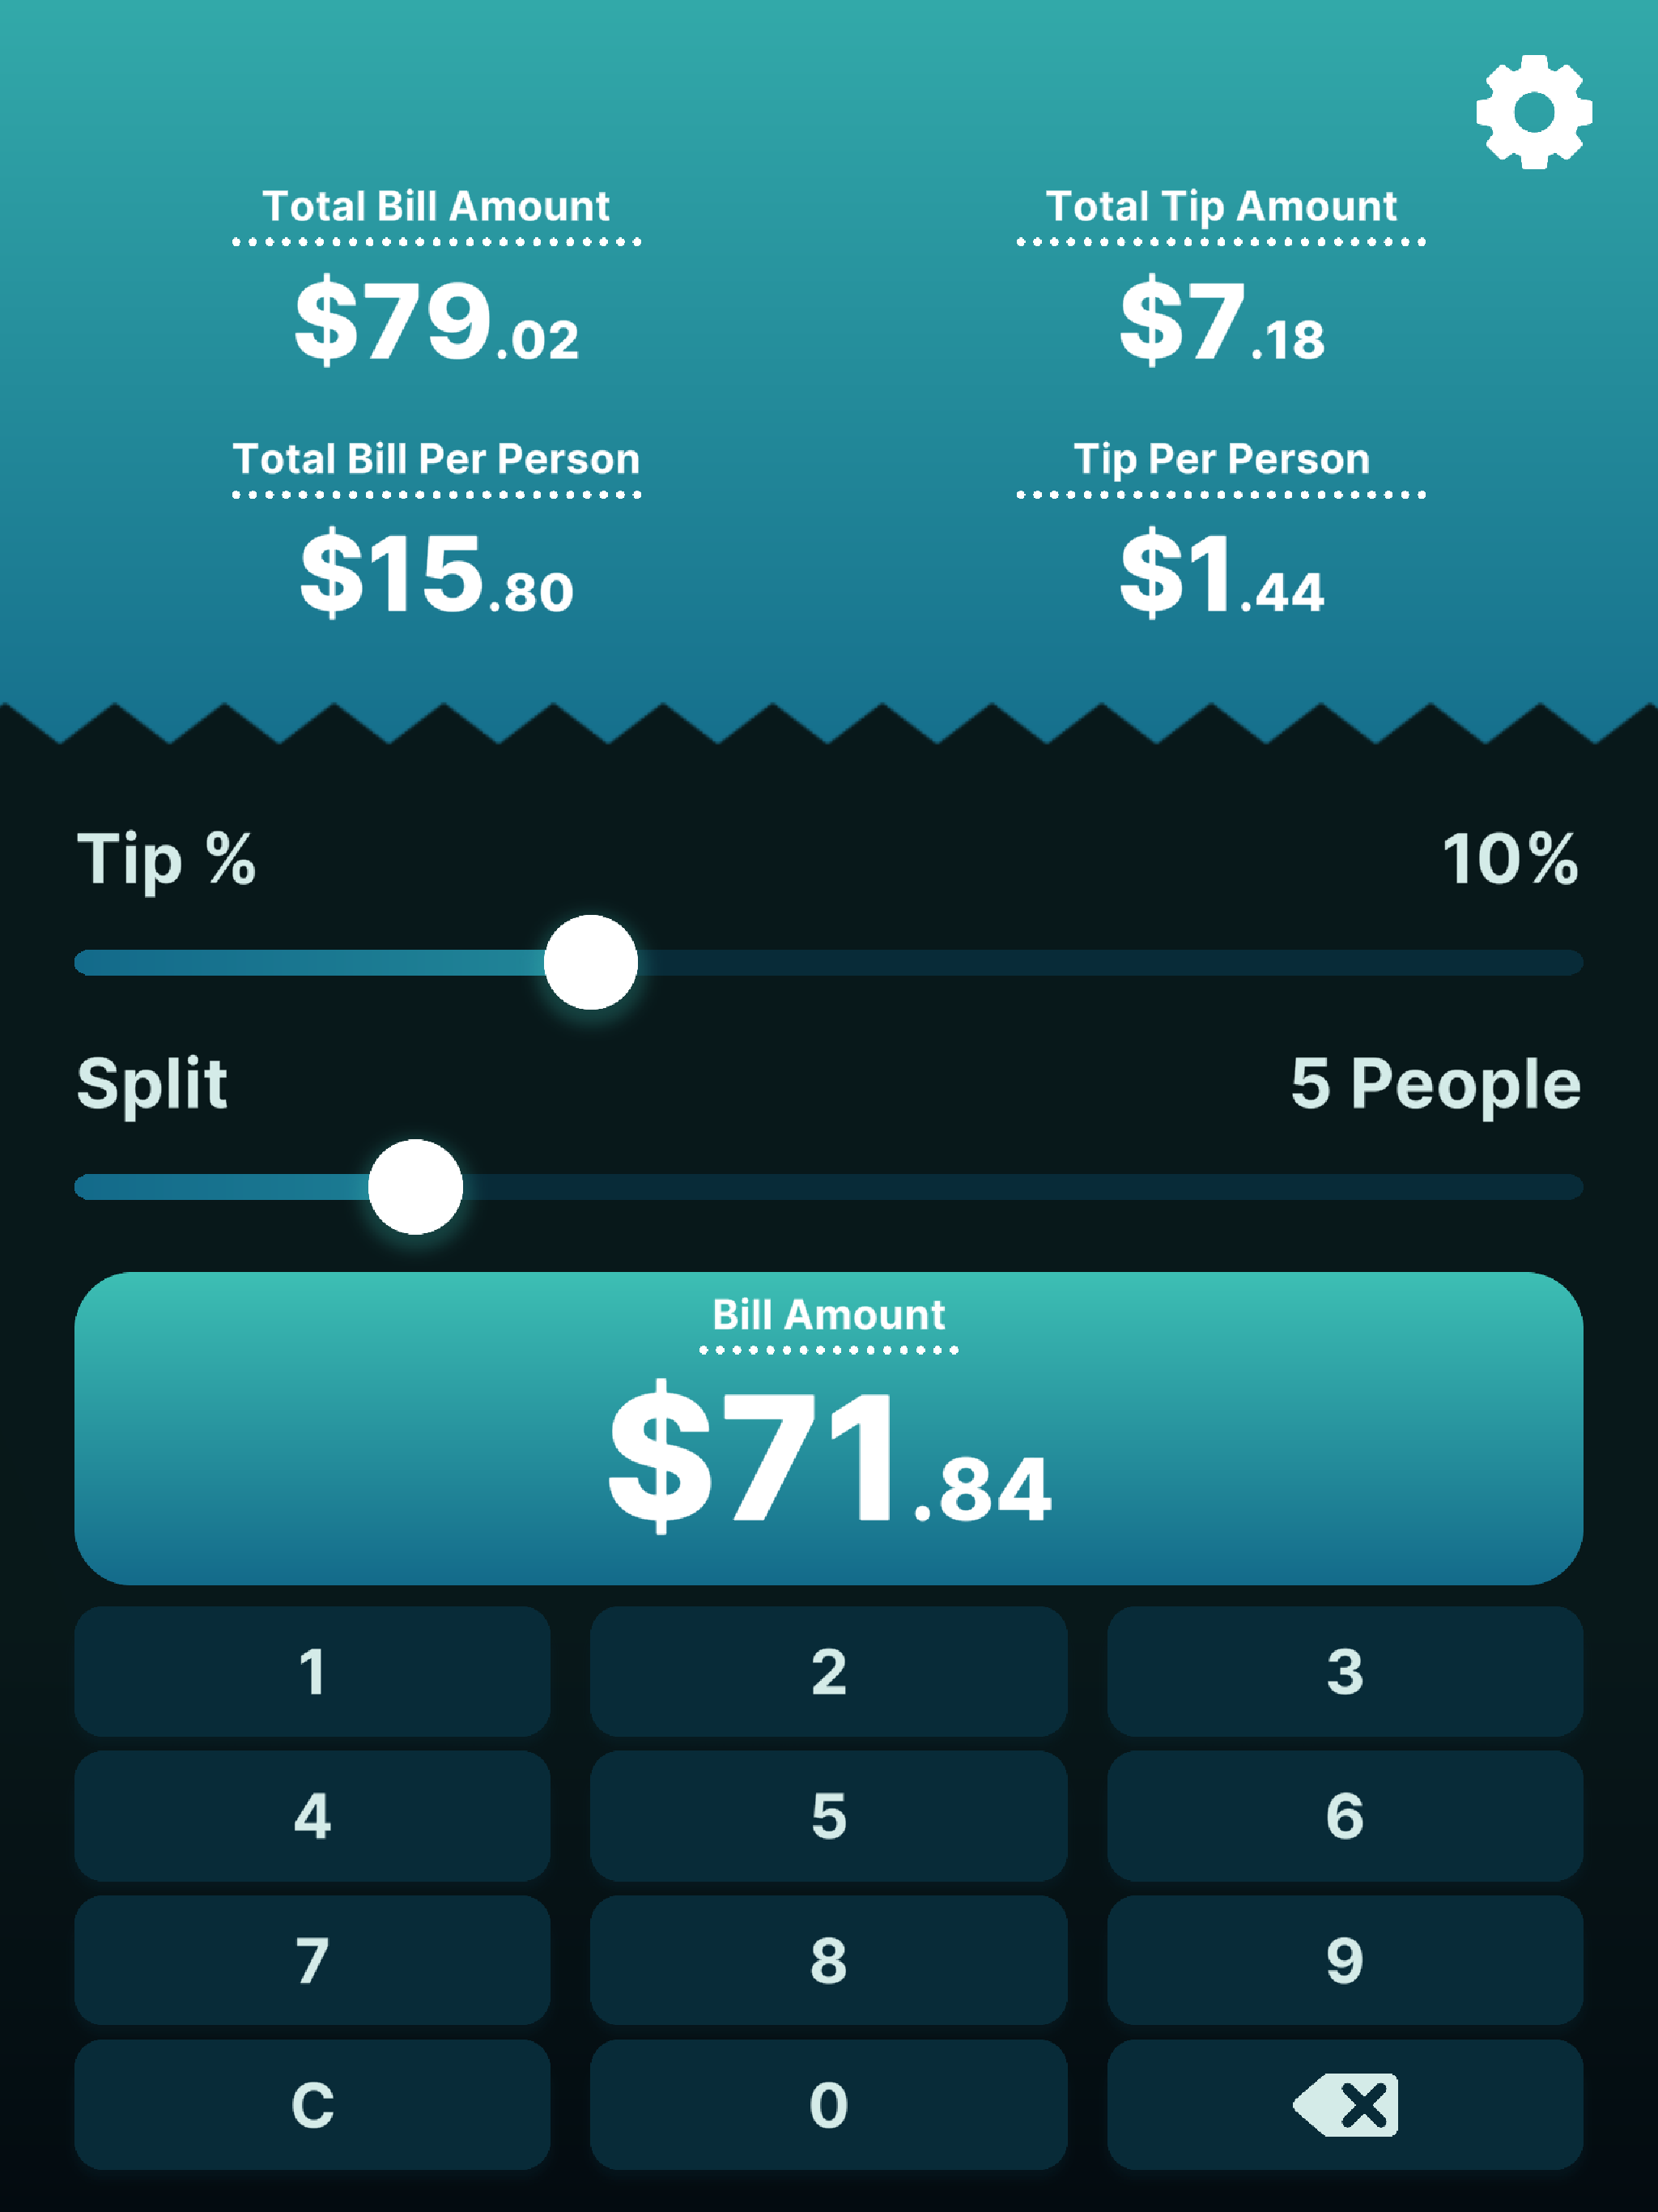 Total Bill Amount
Total Tip Amount
$79.02
$7.18
Total Bill Per Person
Tip Per Person
$15.80
$1.44
Tip %
10%
Split
5 People
Bill Amount
$71.84
1
2
3
4
5
6
7
8
9
C
0